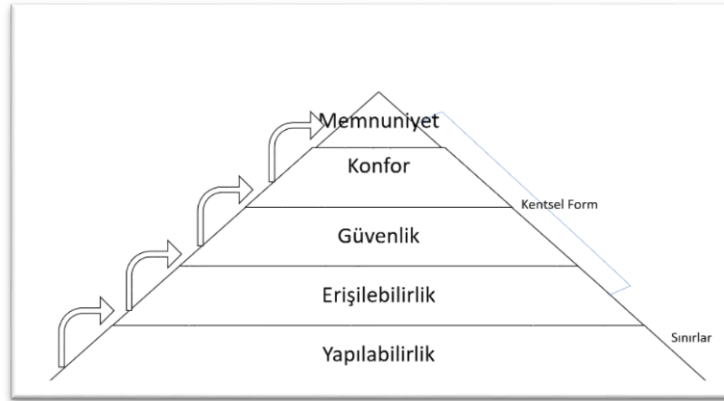 Memnuniyet
Konfor
Kentsel Form
Güvenlik
Erişilebilirlik
Sınırlar
Yapılabilirlik